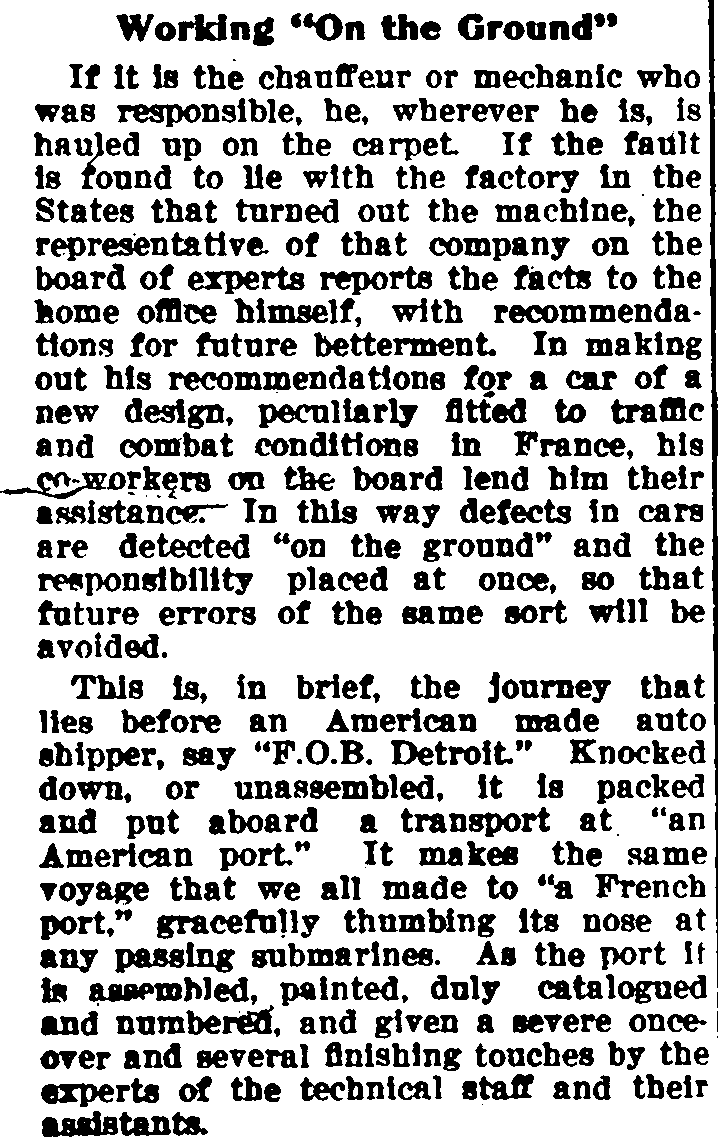 Working “On the Ground”
If it is the chauffeur or mechanic who
was responsible, he, wherever he is, is
hauled up on the carpet. If the fault
is found to lie with the factory in the
States that turned out the machine, the
representative of that company on the
board of experts reports the facts to the
home office himself, with recommenda-
tions for future betterment. In making
out his recommendations for a car of a
new design, peculiarly fitted to traffic
and combat conditions in France, his
co-workers on the board lend him their
assistance. In this way defects in cars
are detected “on the ground” and the
responsibility placed at once, so that
future errors of the same sort will be
avoided.
This is, in brief, the journey that
lies before an American made auto
shipper, say “F.O.B. Detroit.” Knocked
down, or unassembled, it is packed
and put aboard a transport at “an
American port.” It makes the same
voyage that we all made to “a French
port,” gracefully thumbing its nose at
any passing submarines. As the port it
is assembled, painted, duly catalogued
and numbered, and given a severe once-
over and several finishing touches by the
experts of the technical staff and their
assistants.